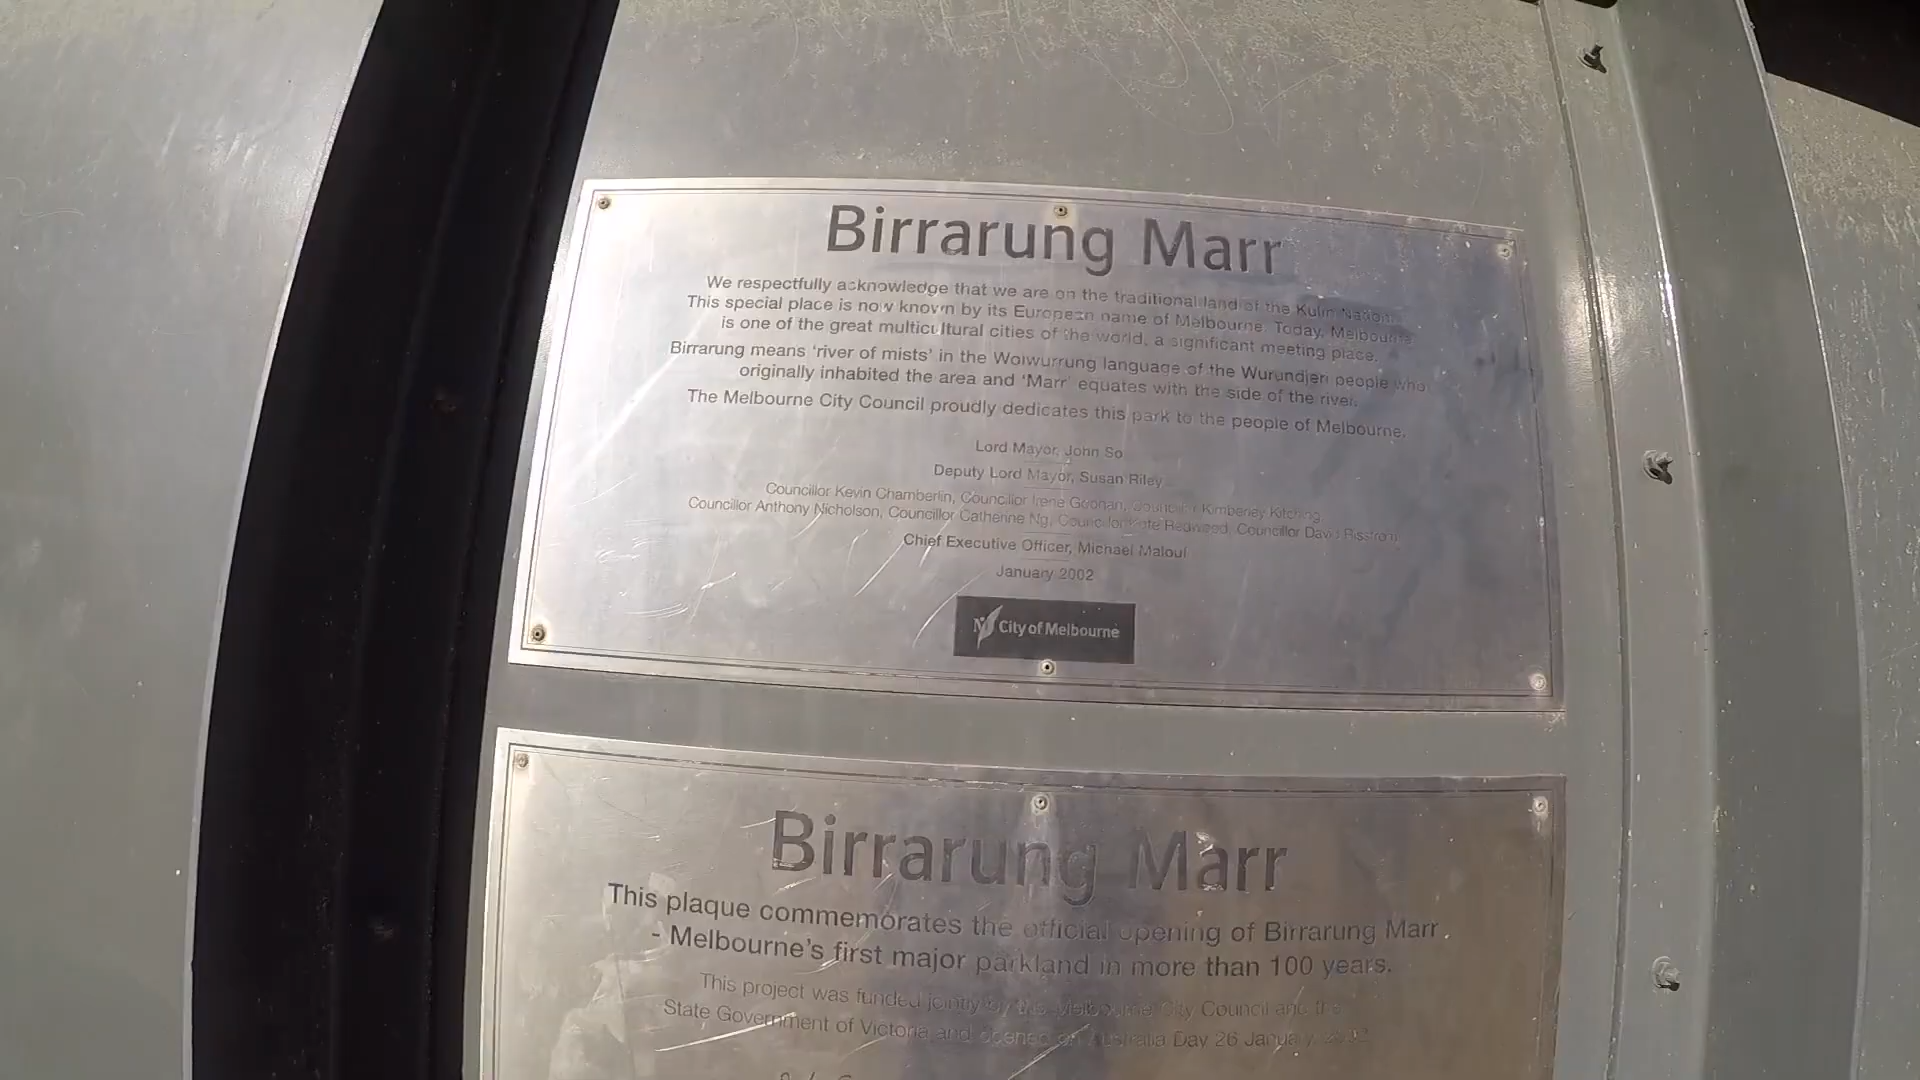 Birrarung Marr
We respectfully acknowledge that we are on the traditional land of the Kulin Nation.
This special place is now known by its European name of Melbourne. Today, Melbourne
is one of the great multicultural cities of the world, a significant meeting place.
Birrarung means ‘river of mists’ in the Woiwurrung language of the Wurundjeri people who
originally inhabited the area and ‘Marr’ equates with the side of the river.
The Melbourne City Council proudly dedicates this park to the people of Melbourne.
Lord Mayor, John So
Deputy Lord Mayor, Susan Riley
Councillor Kevin Chamberlin, Councillor Irene Goonan, Councillor Kimberley Kitching,
Councillor Anthony Nicholson, Councillor Catherine Ng, Councillor Kate Redwood, Councillor David Risstrom
Chief Executive Officer, Michael Malouf
January 2002
City of Melbourne
Birrarung Marr
This plaque commemorates the official opening of Birrarung Marr
- Melbourne’s first major parkland in more than 100 years.
This project was funded jointly by the Melbourne City Council and the
State Government of Victoria and opened on Australia Day 26 January 2002